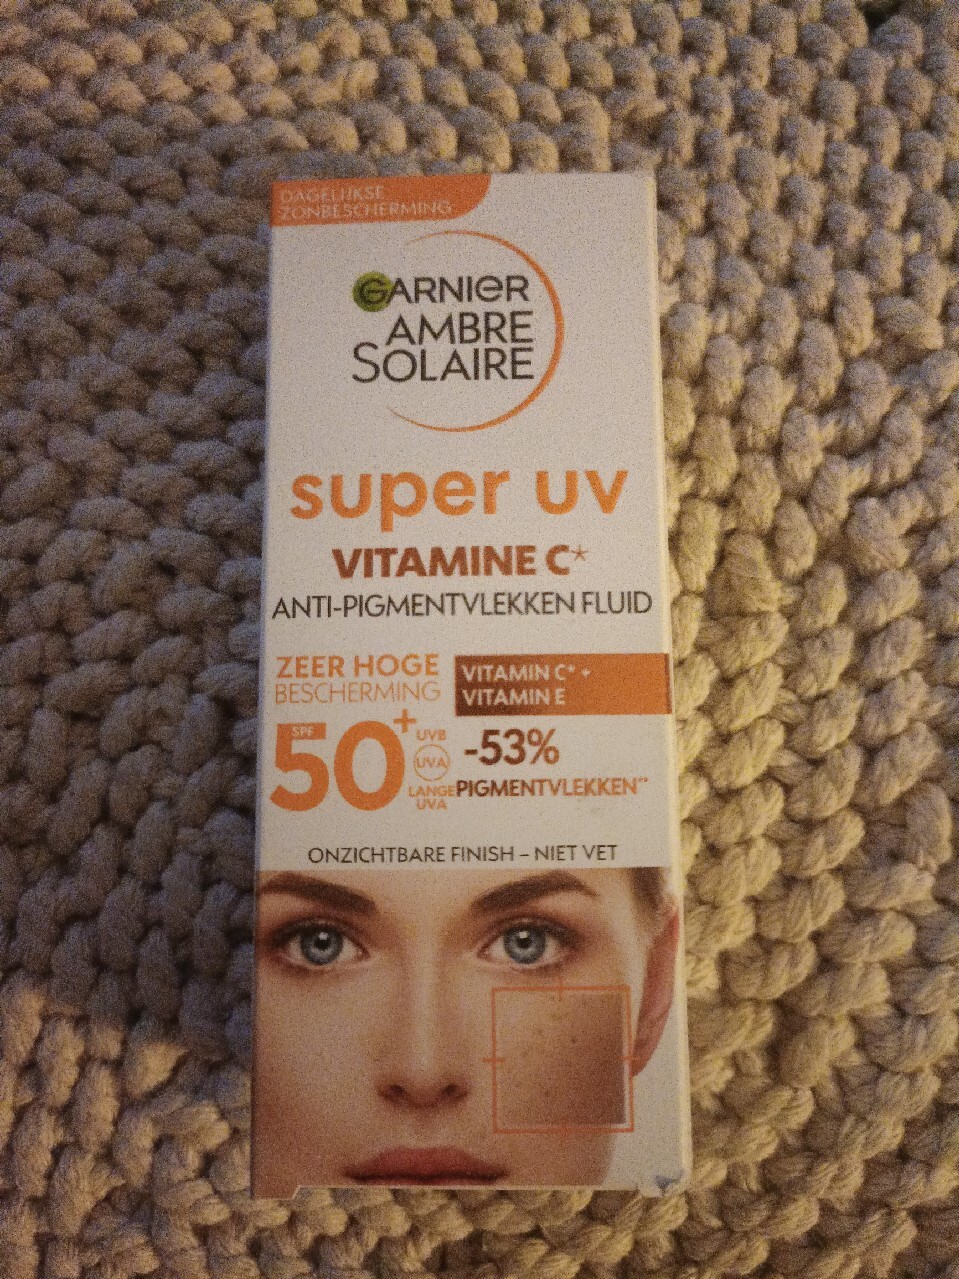 DAGELIJKSE
ZONBESCHERMING
GARNIER
AMBRE
SOLAIRE
super uv
VITAMINE C*
ANTI-PIGMENTVLEKKEN FLUID
ZEER HOGE
BESCHERMING
VITAMIN C* +
VITAMIN E
SPF
50+
UVB
UVA
LANGE
UVA
-53%
PIGMENTVLEKKEN**
ONZICHTBARE FINISH – NIET VET